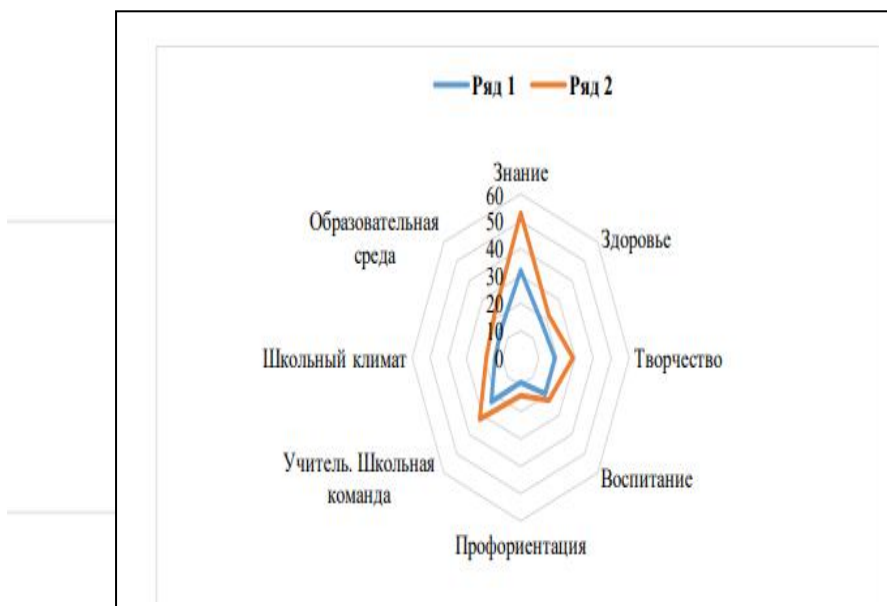 Ряд 1 Ряд 2
Знание
60
50
40
30
20
10
0
Образовательная
среда
Здоровье
Школьный климат
Творчество
Учитель. Школьная
команда
Воспитание
Профориентация